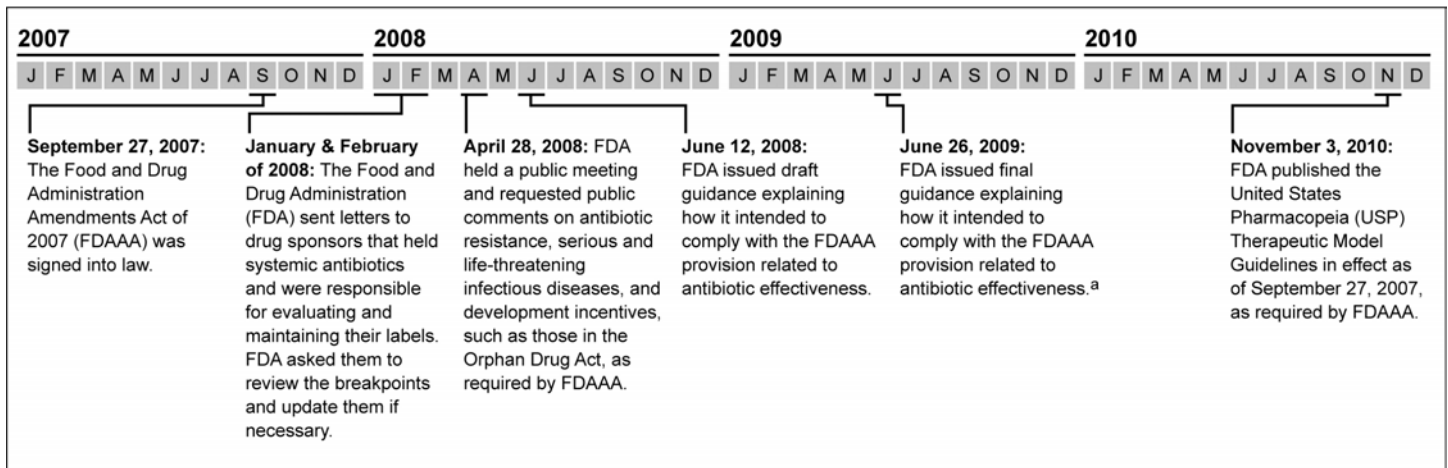 2007 2008 2009 2010
J F M A M J J A S O N D J F M A M J J A S O N D J F M A M J J A S O N D J F M A M J J A S O N D
September 27, 2007:
The Food and Drug
Administration
Amendments Act of
2007 (FDAAA) was
signed into law.
January & February
of 2008: The Food and
Drug Administration
(FDA) sent letters to
drug sponsors that held
systemic antibiotics
and were responsible
for evaluating and
maintaining their labels.
FDA asked them to
review the breakpoints
and update them if
necessary.
April 28, 2008: FDA
held a public meeting
and requested public
comments on antibiotic
resistance, serious and
life-threatening
infectious diseases, and
development incentives,
such as those in the
Orphan Drug Act, as
required by FDAAA.
June 12, 2008:
FDA issued draft
guidance explaining
how it intended to
comply with the FDAAA
provision related to
antibiotic effectiveness.
June 26, 2009:
FDA issued final
guidance explaining
how it intended to
comply with the FDAAA
provision related to
antibiotic effectiveness.a
November 3, 2010:
FDA published the
United States
Pharmacopeia (USP)
Therapeutic Model
Guidelines in effect as
of September 27, 2007,
as required by FDAAA.